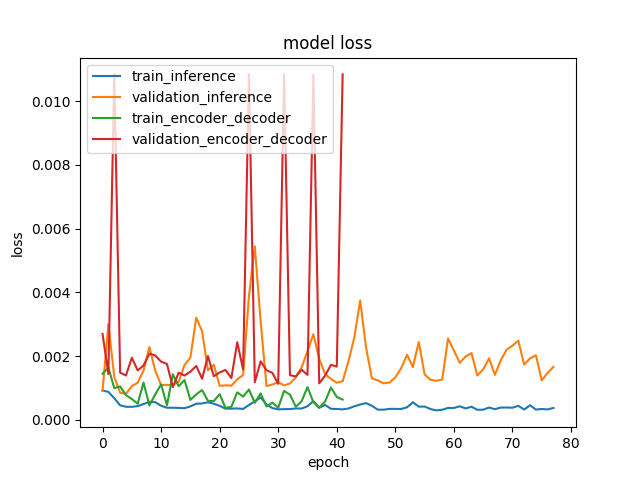 model loss
train_inference
validation_inference
train_encoder_decoder
validation_encoder_decoder
0.010
0.008
0.006
0.004
0.002
0.000
loss
0 10 20 30 40 50 60 70 80
epoch